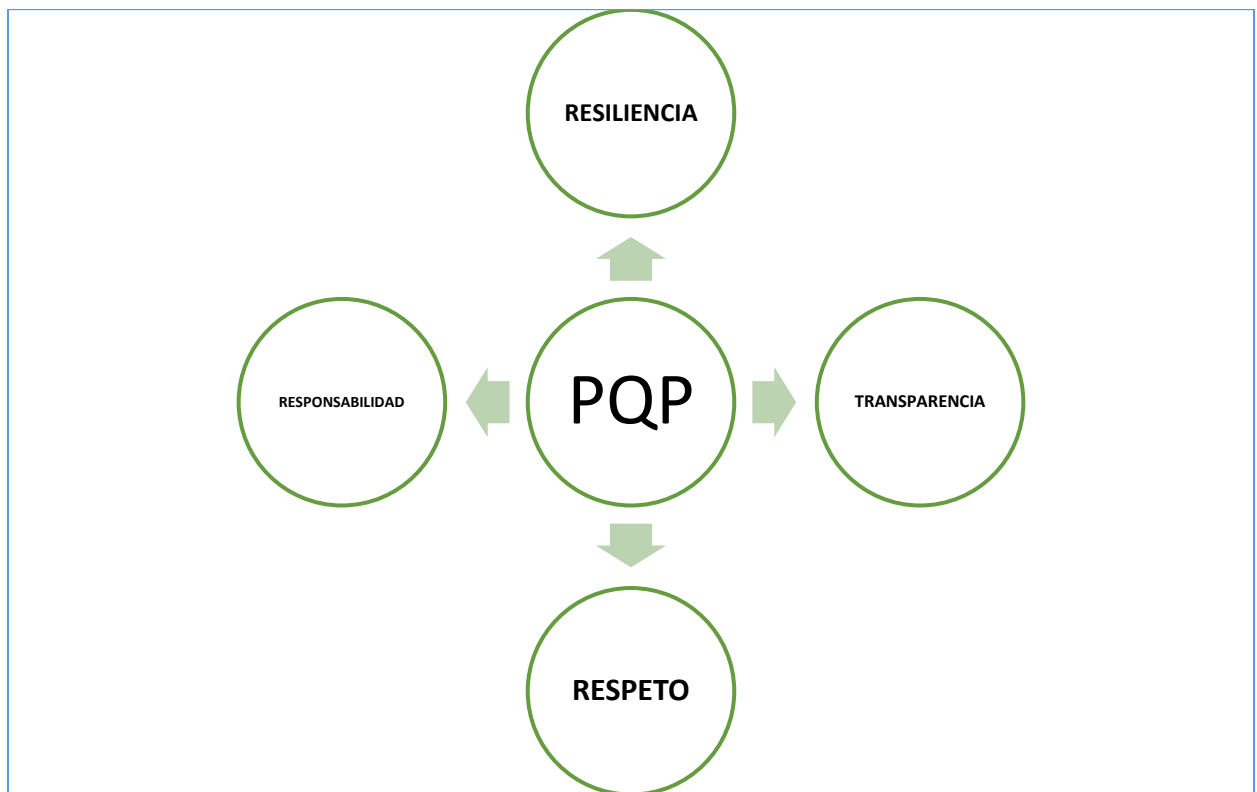 RESILIENCIA
RESPONSABILIDAD
PQP
TRANSPARENCIA
RESPETO